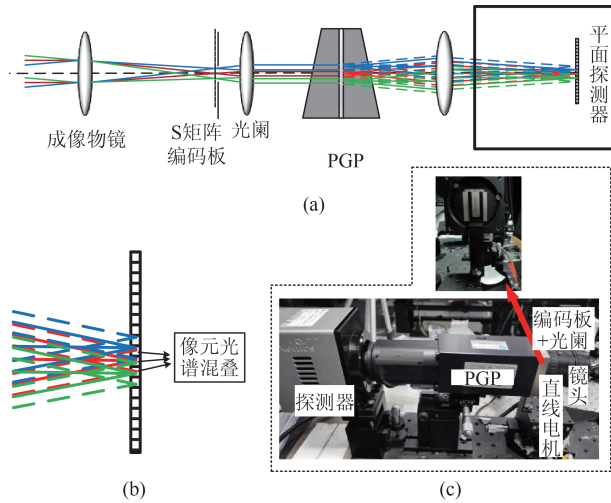 成像物镜
S矩阵
编码板
光阑
PGP
平面探测器
(a)
像元光
谱混叠
(b)
探测器
PGP
编码板
+光阑
直线电机
镜头
(c)